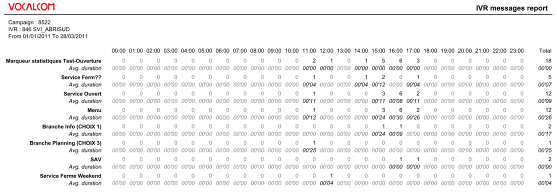 VOCALCOM
IVR messages report
Campaign : 8522
IVR : 846 SVI_ABRISUD
From 01/01/2011 To 28/03/2011
00:00 01:00 02:00 03:00 04:00 05:00 06:00 07:00 08:00 09:00 10:00 11:00 12:00 13:00 14:00 15:00 16:00 17:00 18:00 19:00 20:00 21:00 22:00 23:00 Total
Marqueur statistiques Test-Ouverture 0 0 0 0 0 0 0 0 0 0 0 2 1 0 1 5 6 3 0 0 0 0 0 0 18
Avg. duration 00'00 00'00 00'00 00'00 00'00 00'00 00'00 00'00 00'00 00'00 00'00 00'00 00'00 00'00 00'00 00'00 00'00 00'00 00'00 00'00 00'00 00'00 00'00 00'00 00'00
Service Ferm?? 0 0 0 0 0 0 0 0 0 0 0 1 0 0 1 2 0 1 0 0 0 0 0 0 5
Avg. duration 00'00 00'00 00'00 00'00 00'00 00'00 00'00 00'00 00'00 00'00 00'00 00'04 00'00 00'00 00'04 00'12 00'00 00'04 00'00 00'00 00'00 00'00 00'00 00'00 00'07
Service Ouvert 0 0 0 0 0 0 0 0 0 0 0 1 0 0 0 3 6 2 0 0 0 0 0 0 12
Avg. duration 00'00 00'00 00'00 00'00 00'00 00'00 00'00 00'00 00'00 00'00 00'00 00'11 00'00 00'00 00'00 00'11 00'08 00'11 00'00 00'00 00'00 00'00 00'00 00'00 00'09
Menu 0 0 0 0 0 0 0 0 0 0 0 1 0 0 0 3 6 2 0 0 0 0 0 0 12
Avg. duration 00'00 00'00 00'00 00'00 00'00 00'00 00'00 00'00 00'00 00'00 00'00 00'12 00'00 00'00 00'00 00'24 00'30 00'26 00'00 00'00 00'00 00'00 00'00 00'00 00'26
Branche Info (CHOIX 1) 0 0 0 0 0 0 0 0 0 0 0 0 0 0 0 1 1 0 0 0 0 0 0 0 2
Avg. duration 00'00 00'00 00'00 00'00 00'00 00'00 00'00 00'00 00'00 00'00 00'00 00'00 00'00 00'00 00'00 00'24 00'09 00'00 00'00 00'00 00'00 00'00 00'00 00'00 00'17
Branche Planning (CHOIX 3) 0 0 0 0 0 0 0 0 0 0 0 1 0 0 0 0 0 0 0 0 0 0 0 0 1
Avg. duration 00'00 00'00 00'00 00'00 00'00 00'00 00'00 00'00 00'00 00'00 00'00 00'25 00'00 00'00 00'00 00'00 00'00 00'00 00'00 00'00 00'00 00'00 00'00 00'00 00'25
SAV 0 0 0 0 0 0 0 0 0 0 0 0 0 0 0 0 1 1 0 0 0 0 0 0 2
Avg. duration 00'00 00'00 00'00 00'00 00'00 00'00 00'00 00'00 00'00 00'00 00'00 00'00 00'00 00'00 00'00 00'00 00'00 00'00 00'00 00'00 00'00 00'00 00'00 00'00 00'00
Service Ferme Weekend 0 0 0 0 0 0 0 0 0 0 0 0 1 0 0 0 0 0 0 0 0 0 0 0 1
Avg. duration 00'00 00'00 00'00 00'00 00'00 00'00 00'00 00'00 00'00 00'00 00'00 00'00 00'04 00'00 00'00 00'00 00'00 00'00 00'00 00'00 00'00 00'00 00'00 00'00 00'04